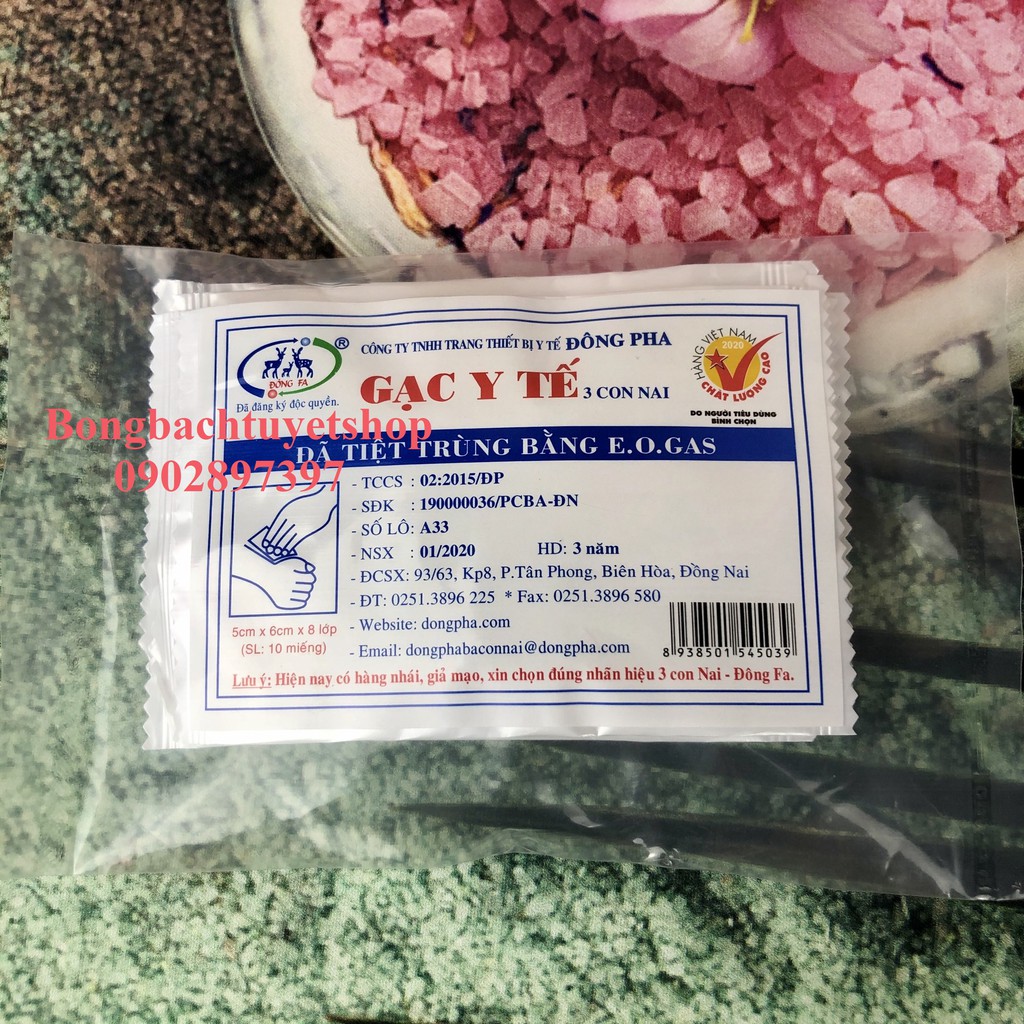 CÔNG TY TNHH TRANG THIẾT BỊ Y TẾ ĐÔNG PHA
ĐÔNG FA
®
Đã đăng ký độc quyền.
GẠC Y TẾ 3 CON NAI
HÀNG VIỆT NAM
2020
CHẤT LƯỢNG CAO
DO NGƯỜI TIÊU DÙNG
BÌNH CHỌN
Bongbachtuyetshop
0902897397
ĐÃ TIỆT TRÙNG BẰNG E.O.GAS
- TCCS : 02:2015/ĐP
- SĐK : 19000036/PCBA-ĐN
- SỐ LÔ: A33
- NSX : 01/2020 HD: 3 năm
- ĐCSX: 93/63, Kp8, P.Tân Phong, Biên Hòa, Đồng Nai
- ĐT: 0251.3896 225 * Fax: 0251.3896 580
- Website: dongpha.com
- Email: dongphabaconnai@dongpha.com
5cm x 6cm x 8 lớp
(SL: 10 miếng)
8 938501 545039
Lưu ý: Hiện nay có hàng nhái, giả mạo, xin chọn đúng nhãn hiệu 3 con Nai - Đông Fa.